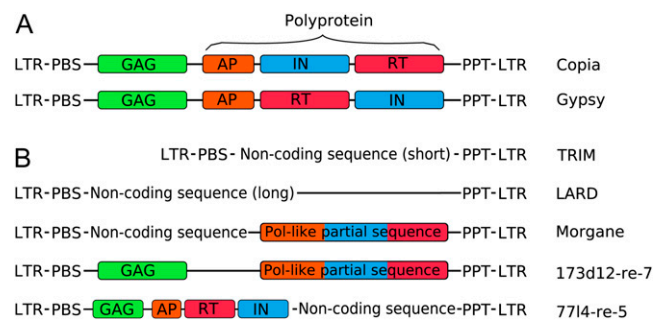 A
Polyprotein
LTR-PBS GAG AP IN RT PPT-LTR Copia
LTR-PBS GAG AP RT IN PPT-LTR Gypsy
B
LTR-PBS- Non-coding sequence (short) -PPT-LTR TRIM
LTR-PBS-Non-coding sequence (long) PPT-LTR LARD
LTR-PBS-Non-coding sequence Pol-like partial sequence PPT-LTR Morgane
LTR-PBS GAG Pol-like partial sequence PPT-LTR 173d12-re-7
LTR-PBS GAG AP RT IN -Non-coding sequence-PPT-LTR 77l4-re-5